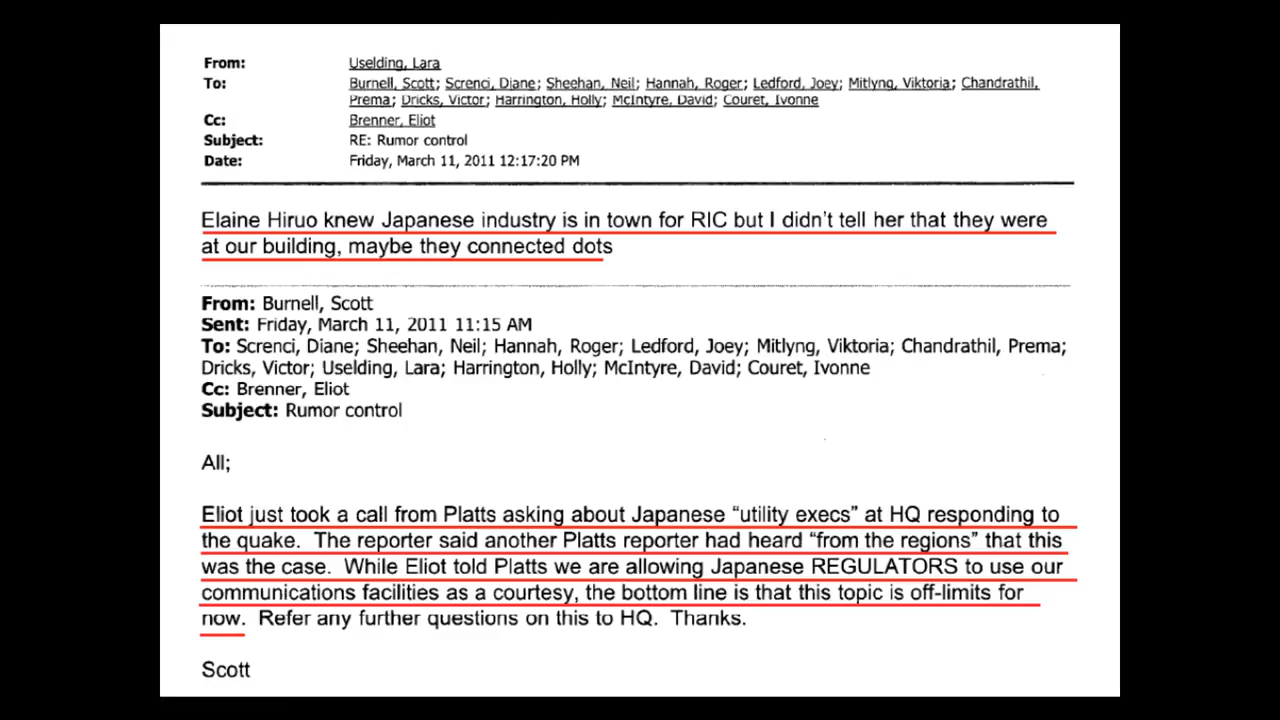 From: Uselding, Lara
To: Burnell, Scott; Screnci, Diane; Sheehan, Neil; Hannah, Roger; Ledford, Joey; Mitlyng, Viktoria; Chandrathil,
Prema; Dricks, Victor; Harrington, Holly; McIntyre, David; Couret, Ivonne
Cc: Brenner, Eliot
Subject: RE: Rumor control
Date: Friday, March 11, 2011 12:17:20 PM
Elaine Hiruo knew Japanese industry is in town for RIC but I didn't tell her that they were
at our building, maybe they connected dots
From: Burnell, Scott
Sent: Friday, March 11, 2011 11:15 AM
To: Screnci, Diane; Sheehan, Neil; Hannah, Roger; Ledford, Joey; Mitlyng, Viktoria; Chandrathil, Prema;
Dricks, Victor; Uselding, Lara; Harrington, Holly; McIntyre, David; Couret, Ivonne
Cc: Brenner, Eliot
Subject: Rumor control
All;
Eliot just took a call from Platts asking about Japanese “utility execs” at HQ responding to
the quake.  The reporter said another Platts reporter had heard “from the regions” that this
was the case.  While Eliot told Platts we are allowing Japanese REGULATORS to use our
communications facilities as a courtesy, the bottom line is that this topic is off-limits for
now.  Refer any further questions on this to HQ.  Thanks.
Scott